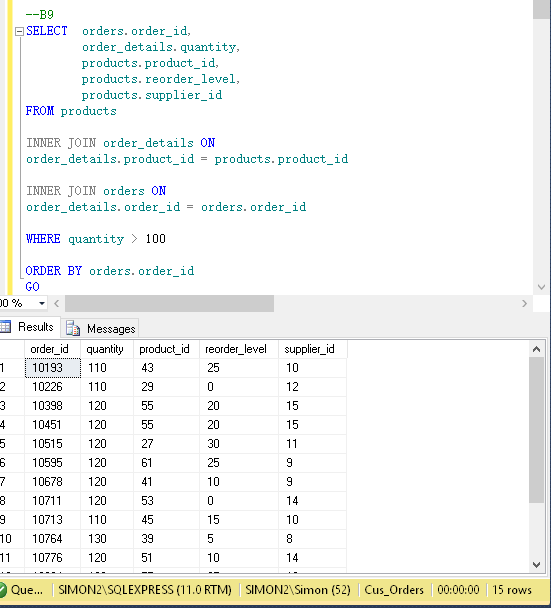 --B9
SELECT orders.order_id,
order_details.quantity,
products.product_id,
products.reorder_level,
products.supplier_id
FROM products
INNER JOIN order_details ON
order_details.product_id = products.product_id
INNER JOIN orders ON
order_details.order_id = orders.order_id
WHERE quantity > 100
ORDER BY orders.order_id
GO
00 %
Results Messages
order_id quantity product_id reorder_level supplier_id
1 10193 110 43 25 10
2 10226 110 29 0 12
3 10398 120 55 20 15
4 10451 120 55 20 15
5 10515 120 27 30 11
6 10595 120 61 25 9
7 10678 120 41 10 9
8 10711 120 53 0 14
9 10713 110 45 15 10
10 10764 130 39 5 8
11 10776 120 51 10 14
Que... SIMON2\SQLEXPRESS (11.0 RTM) SIMON2\Simon (52) Cus_Orders 00:00:00 15 rows